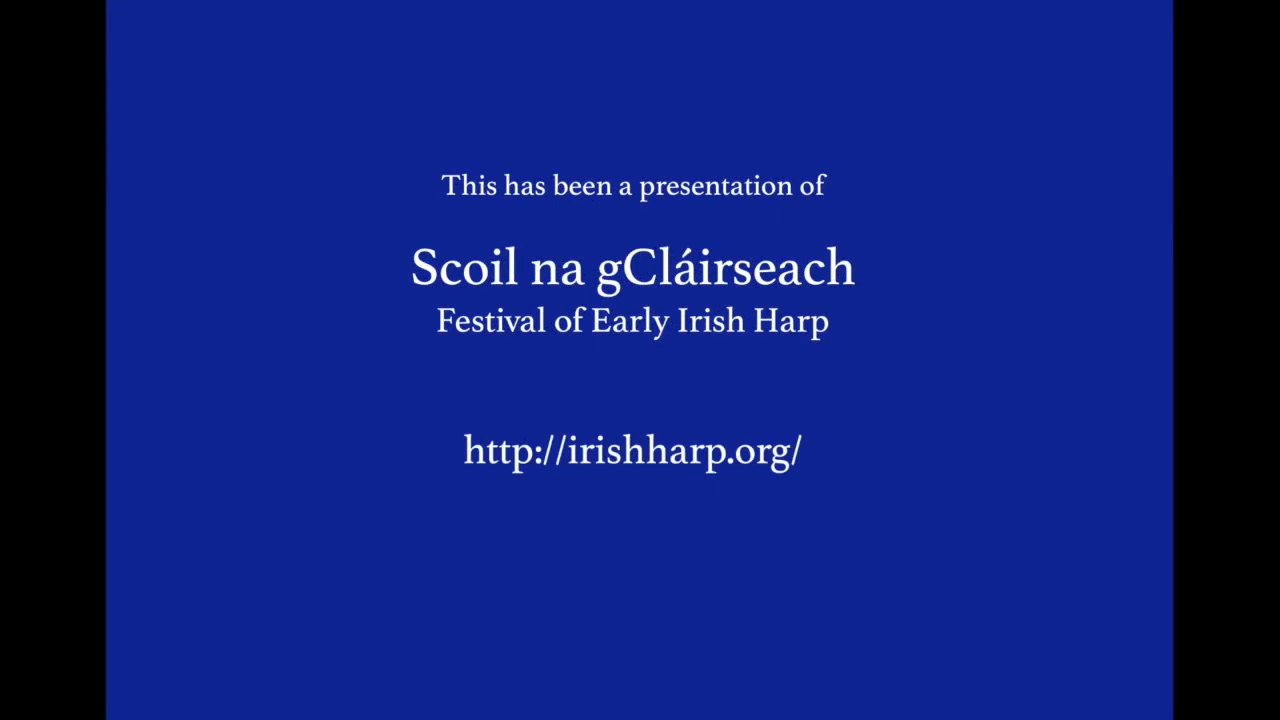 This has been a presentation of
Scoil na gCláirseach
Festival of Early Irish Harp
http://irishharp.org/